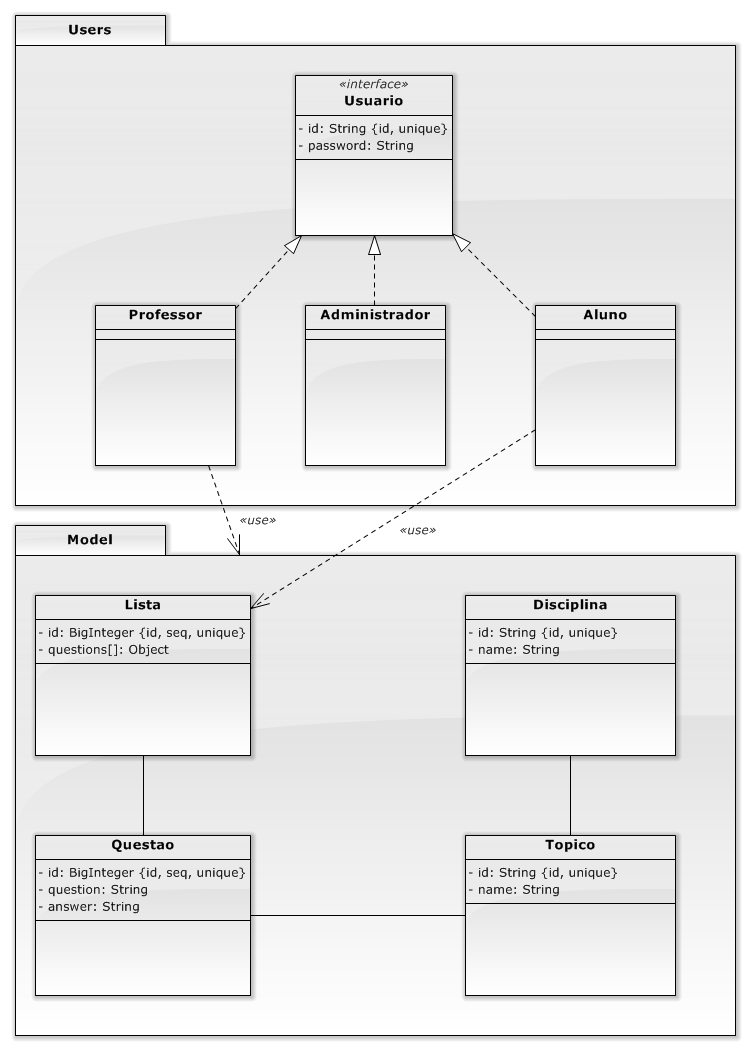 Users
«interface»
Usuario
- id: String {id, unique}
- password: String
Professor
Administrador
Aluno
«use»
«use»
Model
Lista
- id: BigInteger {id, seq, unique}
- questions[]: Object
Disciplina
- id: String {id, unique}
- name: String
Questao
- id: BigInteger {id, seq, unique}
- question: String
- answer: String
Topico
- id: String {id, unique}
- name: String